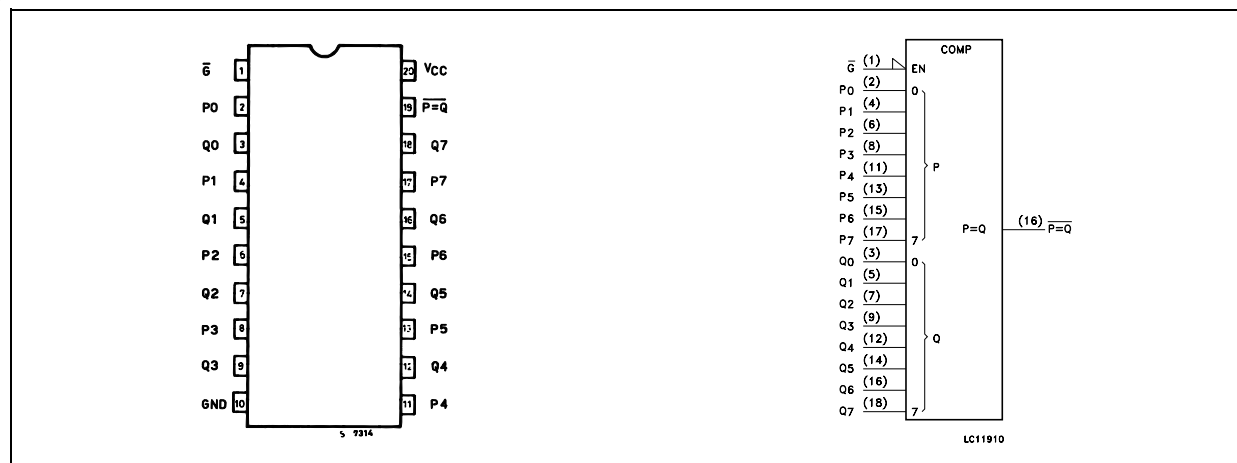 G̅ 1 20 VCC
P0 2 19 P̅=̅Q̅
Q0 3 18 Q7
P1 4 17 P7
Q1 5 16 Q6
P2 6 15 P6
Q2 7 14 Q5
P3 8 13 P5
Q3 9 12 Q4
GND 10 11 P4
S 7314
COMP
G̅ (1) EN
P0 (2) 0
P1 (4)
P2 (6)
P3 (8)
P
P4 (11)
P5 (13)
P6 (15)
P7 (17) 7
P=Q (16) P̅=̅Q̅
Q0 (3) 0
Q1 (5)
Q2 (7)
Q3 (9)
Q
Q4 (12)
Q5 (14)
Q6 (16)
Q7 (18) 7
LC11910